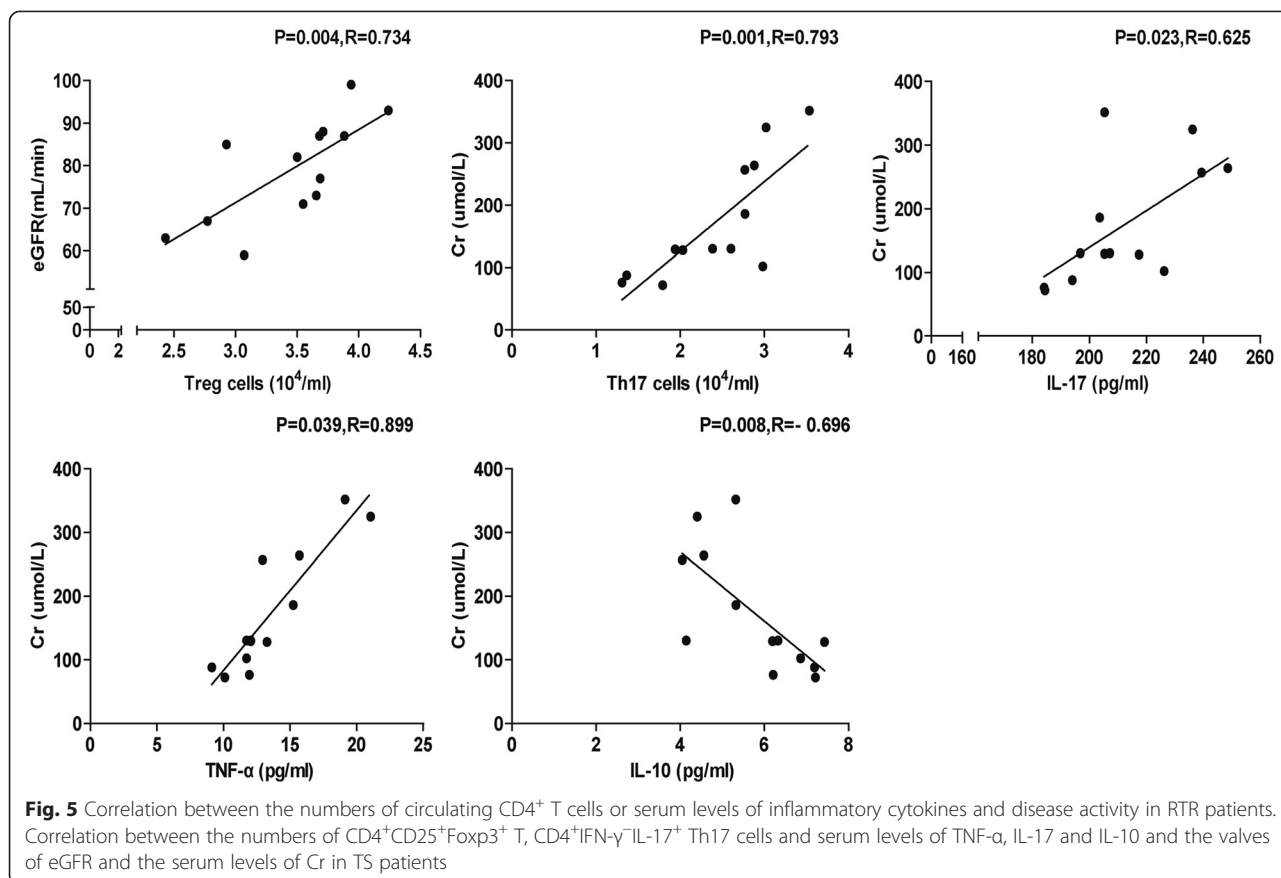 P=0.004,R=0.734
eGFR(mL/min)
100
90
80
70
60
50
0
0 2 2.5 3.0 3.5 4.0 4.5
Treg cells (10⁴/ml)
P=0.001,R=0.793
Cr (umol/L)
400
300
200
100
0
0 1 2 3 4
Th17 cells (10⁴/ml)
P=0.023,R=0.625
Cr (umol/L)
400
300
200
100
0
0 160 180 200 220 240 260
IL-17 (pg/ml)
P=0.039,R=0.899
Cr (umol/L)
400
300
200
100
0
0 5 10 15 20 25
TNF-α (pg/ml)
P=0.008,R=- 0.696
Cr (umol/L)
400
300
200
100
0
0 2 4 6 8
IL-10 (pg/ml)
Fig. 5 Correlation between the numbers of circulating CD4⁺ T cells or serum levels of inflammatory cytokines and disease activity in RTR patients.
Correlation between the numbers of CD4⁺CD25⁺Foxp3⁺ T, CD4⁺IFN-γ⁻IL-17⁺ Th17 cells and serum levels of TNF-α, IL-17 and IL-10 and the valves
of eGFR and the serum levels of Cr in TS patients